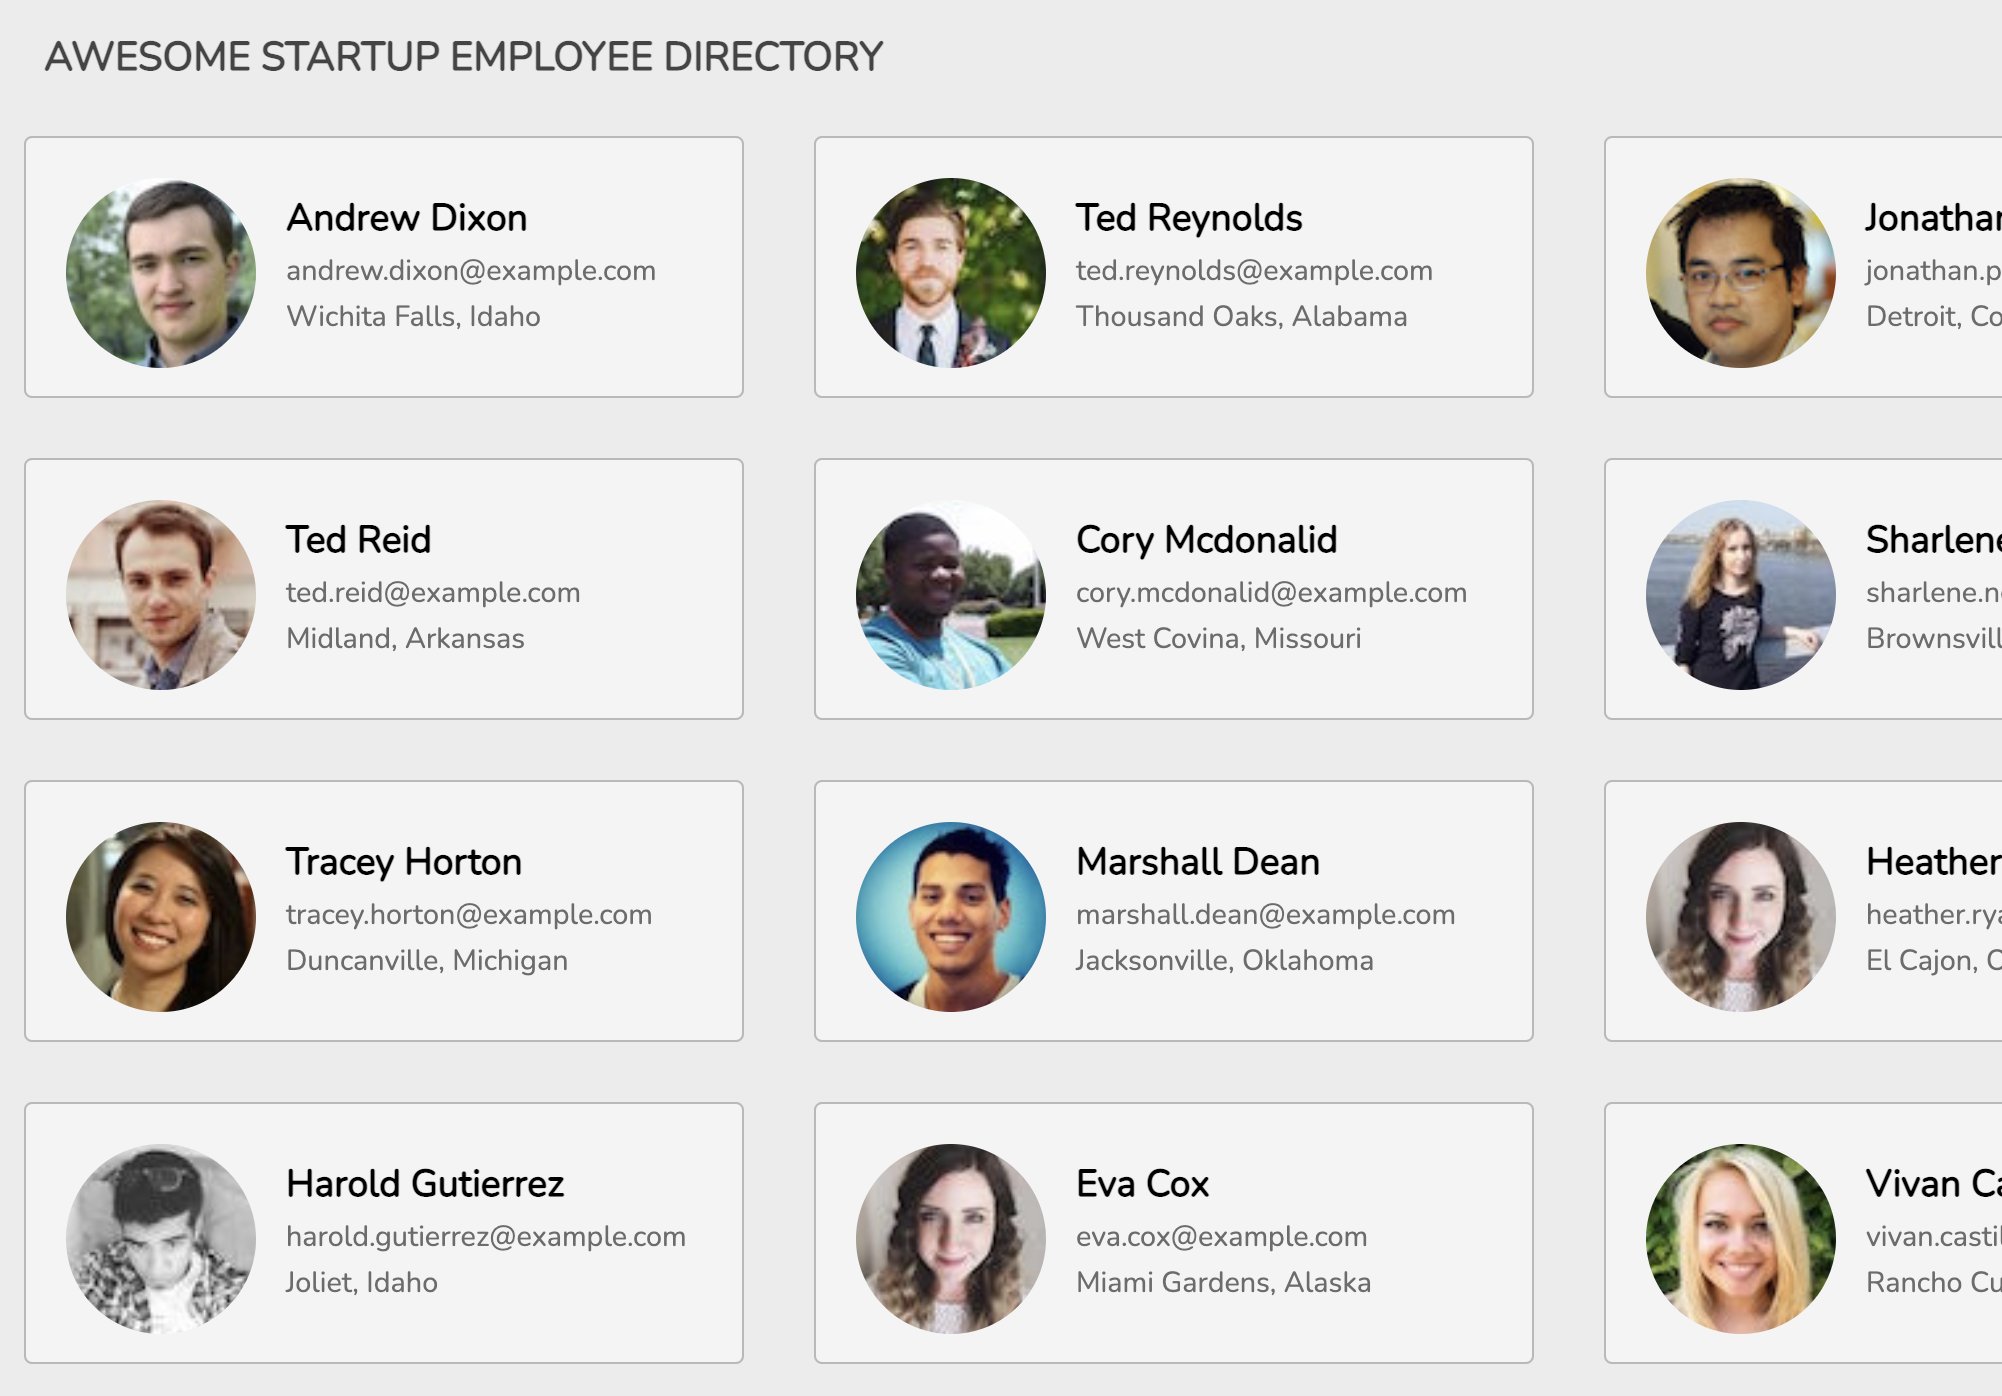 AWESOME STARTUP EMPLOYEE DIRECTORY
Andrew Dixon
andrew.dixon@example.com
Wichita Falls, Idaho
Ted Reynolds
ted.reynolds@example.com
Thousand Oaks, Alabama
Jonathan
jonathan.p
Detroit, Co
Ted Reid
ted.reid@example.com
Midland, Arkansas
Cory Mcdonalid
cory.mcdonalid@example.com
West Covina, Missouri
Sharlene
sharlene.n
Brownsvill
Tracey Horton
tracey.horton@example.com
Duncanville, Michigan
Marshall Dean
marshall.dean@example.com
Jacksonville, Oklahoma
Heather
heather.rya
El Cajon,
Harold Gutierrez
harold.gutierrez@example.com
Joliet, Idaho
Eva Cox
eva.cox@example.com
Miami Gardens, Alaska
Vivan Ca
vivan.casti
Rancho Cu